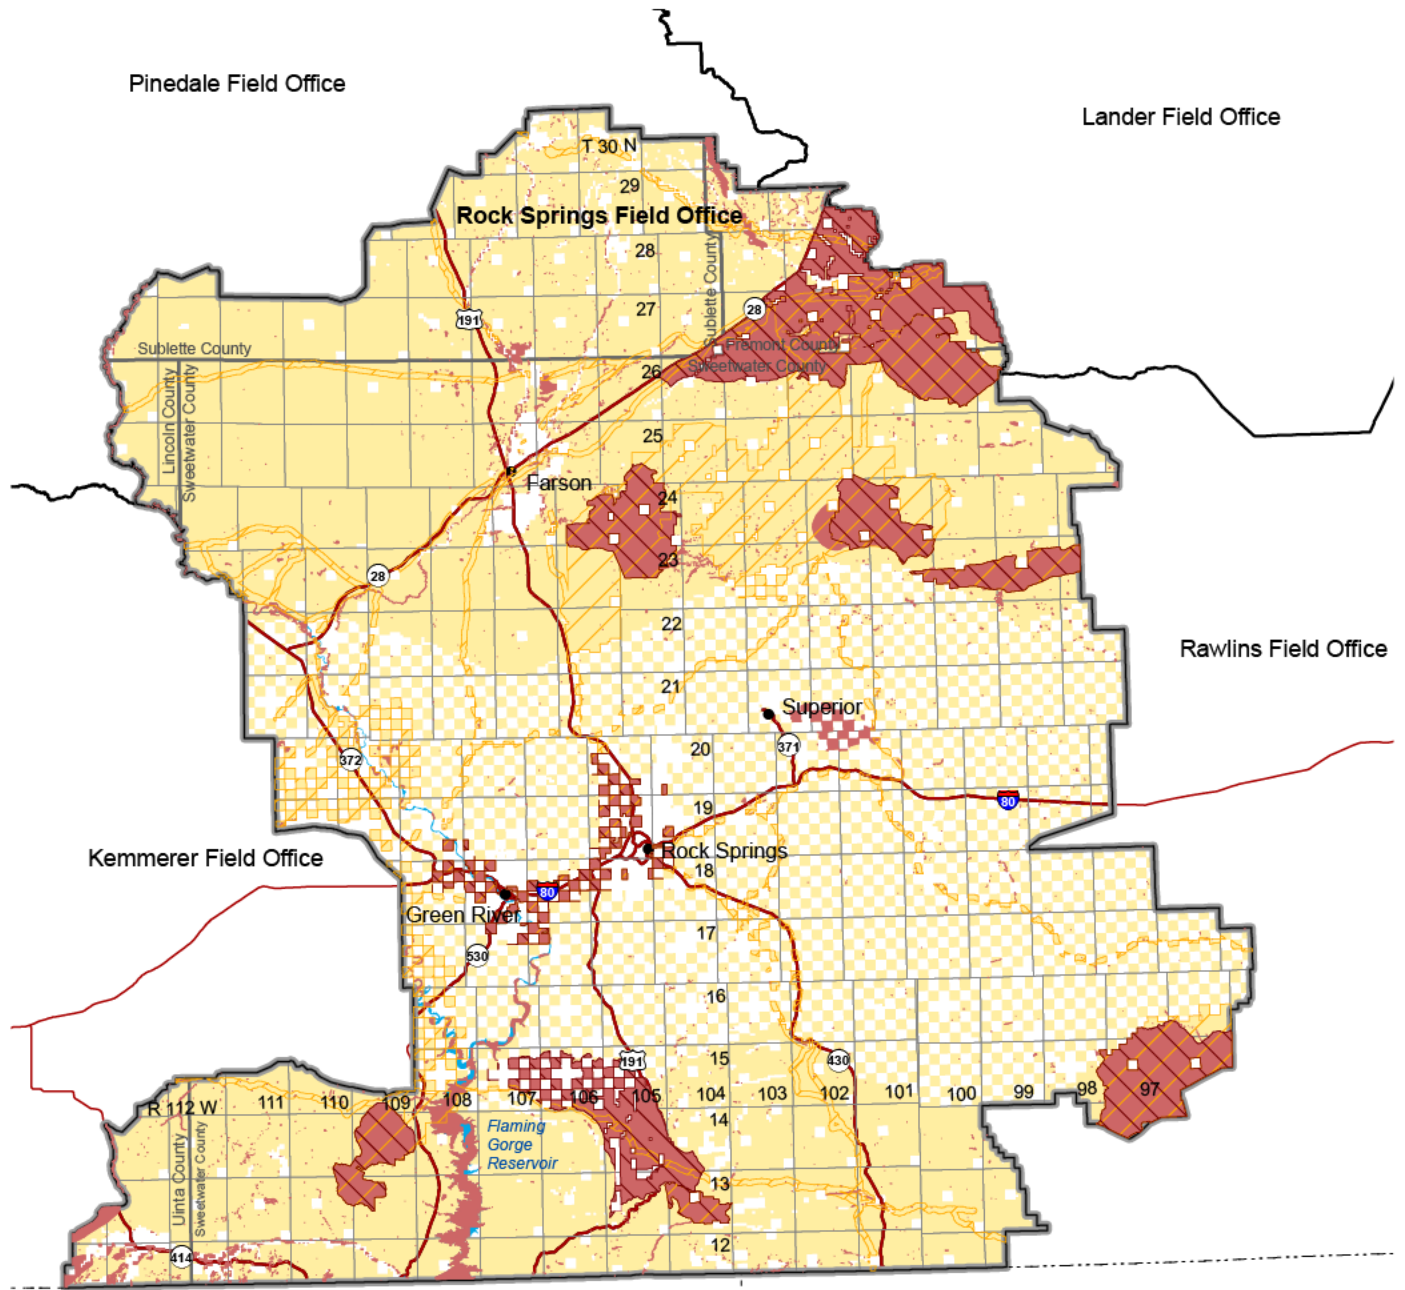 Pinedale Field Office
Lander Field Office
T 30 N
29
Rock Springs Field Office
28
Sublette County
27
28
191
Sublette County
Fremont County
Sweetwater County
26
Lincoln County
Sweetwater County
25
Farson
24
23
28
22
Rawlins Field Office
21
Superior
20
371
372
19
80
Rock Springs
Kemmerer Field Office
18
80
Green River
17
530
16
15
191
430
R 112 W
111
110
109
108
107
106
105
104
103
102
101
100
99
98
97
14
Flaming
Gorge
Reservoir
Uinta County
Sweetwater County
13
12
414